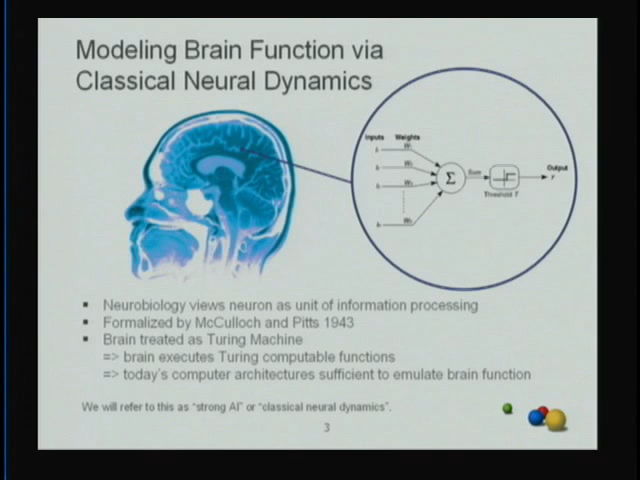 Modeling Brain Function via
Classical Neural Dynamics
Inputs Weights
Output
Σ
Sum
Y
Threshold T
▪ Neurobiology views neuron as unit of information processing
▪ Formalized by McCulloch and Pitts 1943
▪ Brain treated as Turing Machine
=> brain executes Turing computable functions
=> today's computer architectures sufficient to emulate brain function
We will refer to this as "strong AI" or "classical neural dynamics".
3